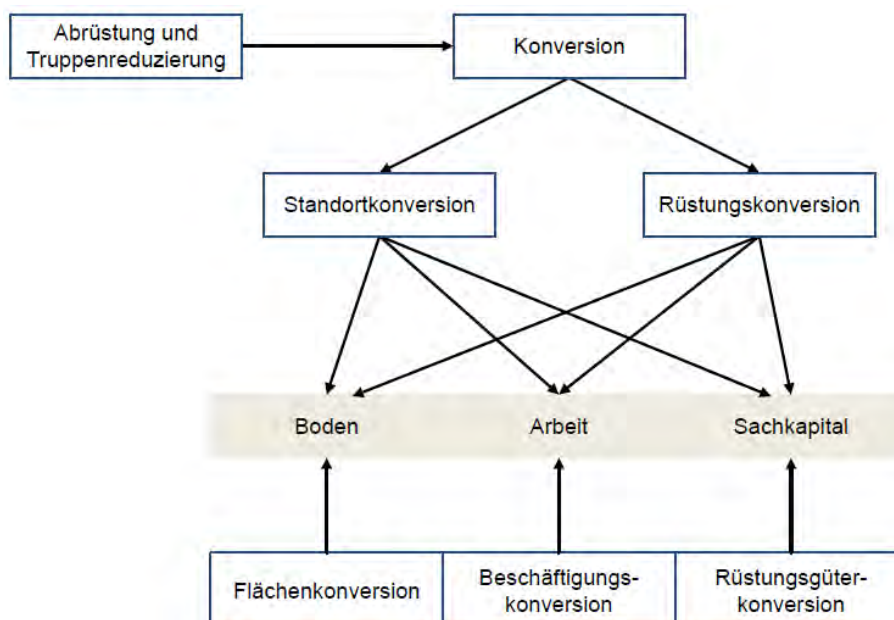 Abrüstung und
Truppenreduzierung
Konversion
Standortkonversion
Rüstungskonversion
Boden
Arbeit
Sachkapital
Flächenkonversion
Beschäftigungs-
konversion
Rüstungsgüter-
konversion